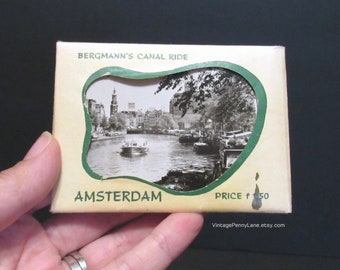 BERGMANN'S CANAL RIDE
AMSTERDAM
PRICE f 1.50
VintagePennyLane.etsy.com